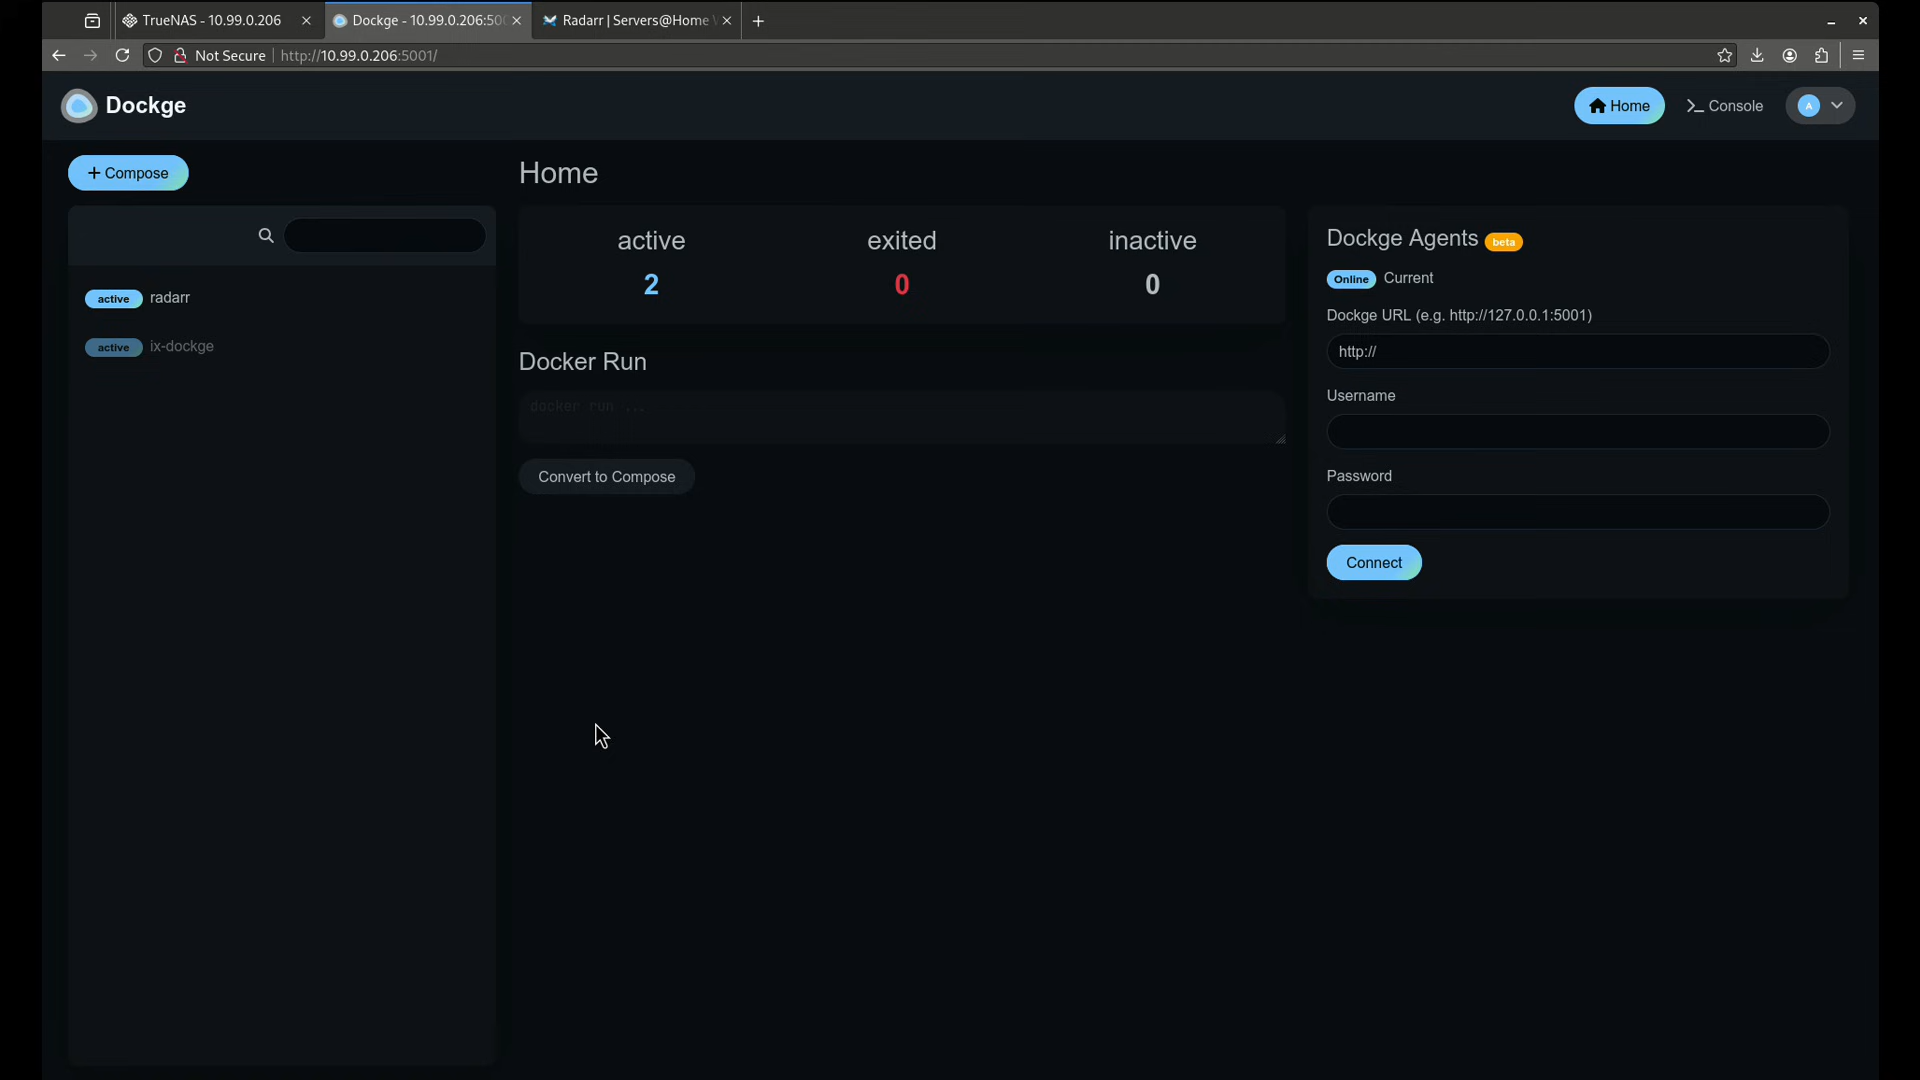 TrueNAS - 10.99.0.206
Dockge - 10.99.0.206:50
Radarr | Servers@Home
Not Secure
http://10.99.0.206:5001/
Dockge
Home
Console
A
+ Compose
Home
active
exited
inactive
2
0
0
active radarr
active ix-dockge
Docker Run
docker run ...
Convert to Compose
Dockge Agents beta
Online Current
Dockge URL (e.g. http://127.0.0.1:5001)
http://
Username
Password
Connect